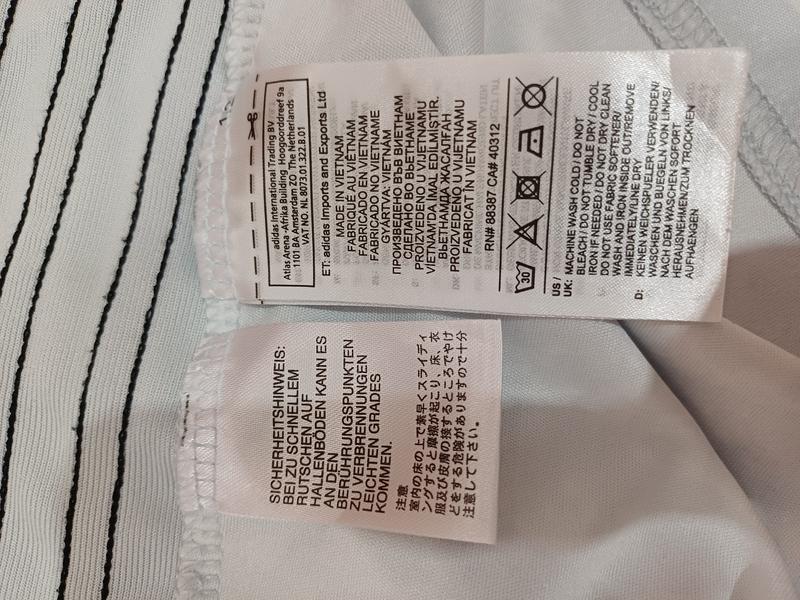 adidas International Trading BV
Atlas Arena -Afrika Building Hoogoorddreef 9a
1101 BA Amsterdam ZO The Netherlands
VAT NO. NL8073.01.322.B.01
ET: adidas Imports and Exports Ltd
MADE IN VIETNAM
FABRIQUÉ AU VIETNAM
FABRICADO EN VIETNAM
FABRICADO NO VIETNAME
GYÁRTVA: VIETNÁM
ПРОИЗВЕДЕНО ВЪВ ВИЕТНАМ
СДЕЛАНО ВО ВЬЕТНАМЕ
PROIZVEDENO U VIJETNAMU
VIETNAM'DA İMAL EDİLMİŞTİR.
ВЬЕТНАМДА ЖАСАЛҒАН
PROIZVEDENO U VIJETNAMU
FABRICAT ÎN VIETNAM
RN# 88387 CA# 40312
30
US /
UK: MACHINE WASH COLD / DO NOT
BLEACH / DO NOT TUMBLE DRY / COOL
IRON IF NEEDED / DO NOT DRY CLEAN
DO NOT USE FABRIC SOFTENER/
WASH AND IRON INSIDE OUT/REMOVE
IMMEDIATELY/LINE DRY
D: KEINEN WEICHSPUELER VERWENDEN/
WASCHEN UND BUEGELN VON LINKS/
NACH DEM WASCHEN SOFORT
HERAUSNEHMEN/ZUM TROCKNEN
AUFHAENGEN
SICHERHEITSHINWEIS:
BEI ZU SCHNELLEM
RUTSCHEN AUF
HALLENBÖDEN KANN ES
AN DEN
BERÜHRUNGSPUNKTEN
ZU VERBRENNUNGEN
LEICHTEN GRADES
KOMMEN.
注意
室内の床の上で素早くスライディ
ングすると摩擦が起こり、床、衣
服及び皮膚の接するところでやけ
どをする危険がありますので十分
注意して下さい。